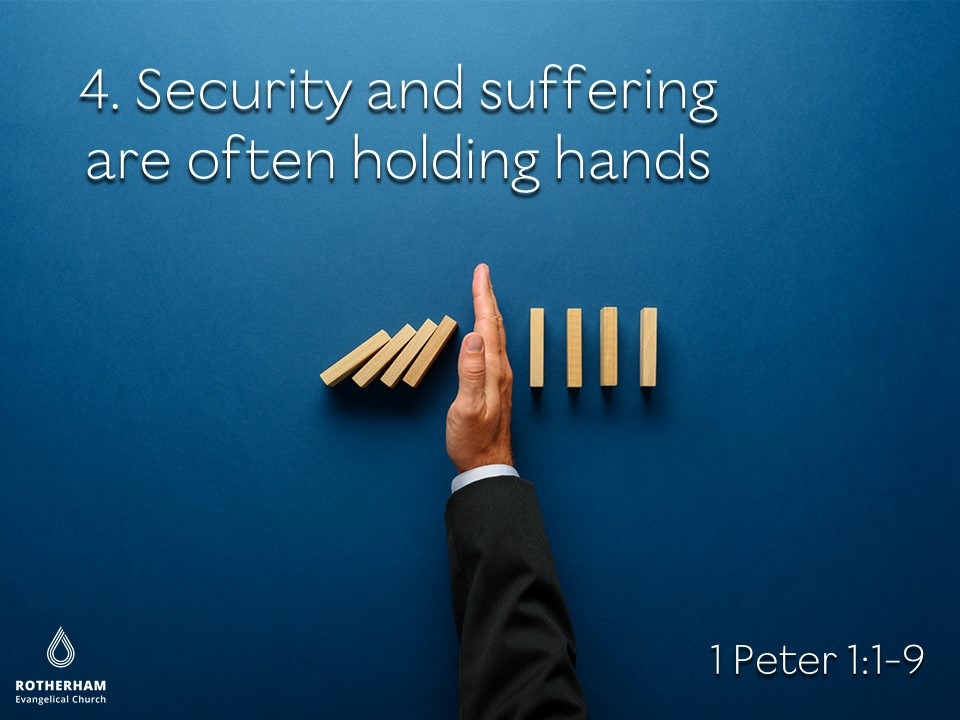 4. Security and suffering
are often holding hands
1 Peter 1:1-9
ROTHERHAM
Evangelical Church